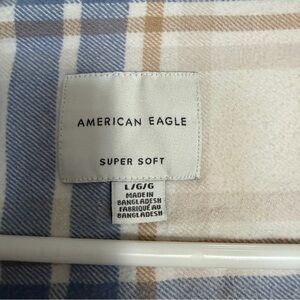 AMERICAN EAGLE
SUPER SOFT
L/G/G
MADE IN
BANGLADESH
FABRIQUÉ AU
BANGLADESH